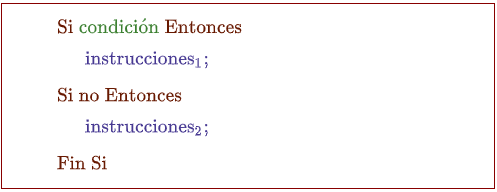 Si condición Entonces
instrucciones₁;
Si no Entonces
instrucciones₂;
Fin Si